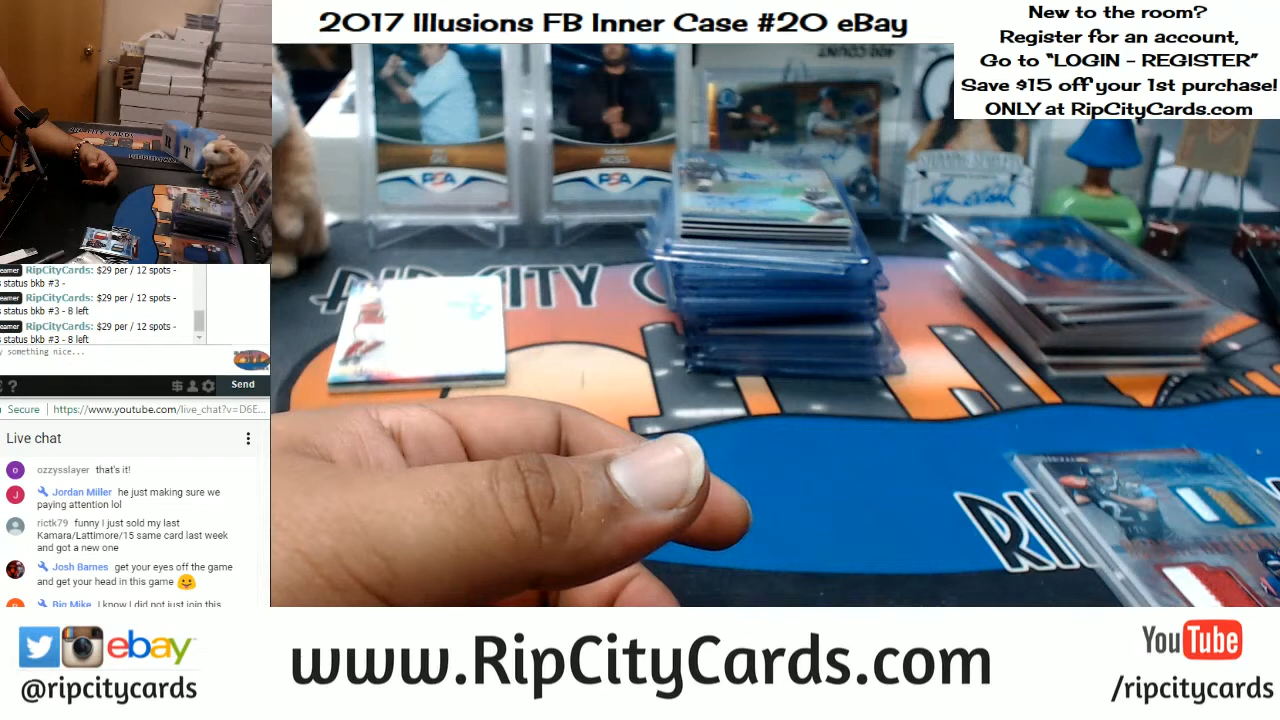 2017 Illusions FB Inner Case #20 eBay
New to the room?
Register for an account,
Go to “LOGIN - REGISTER”
Save $15 off your 1st purchase!
ONLY at RipCityCards.com
RipCityCards: $29 per / 12 spots -
status bkb #3 -
RipCityCards: $29 per / 12 spots -
status bkb #3 - 8 left
RipCityCards: $29 per / 12 spots -
status bkb #3 - 8 left
something nice...
Send
Secure
https://www.youtube.com/live_chat?v=D6E...
Live chat
ozzysslayer that's it!
Jordan Miller he just making sure we
paying attention lol
rictk79 funny I just sold my last
Kamara/Lattimore/15 same card last week
and got a new one
Josh Barnes get your eyes off the game
and get your head in this game
Big Mike I know I did not just join this
PSA
PSA
RIP CITY C
RI
ebay
@ripcitycards
www.RipCityCards.com
YouTube
/ripcitycards